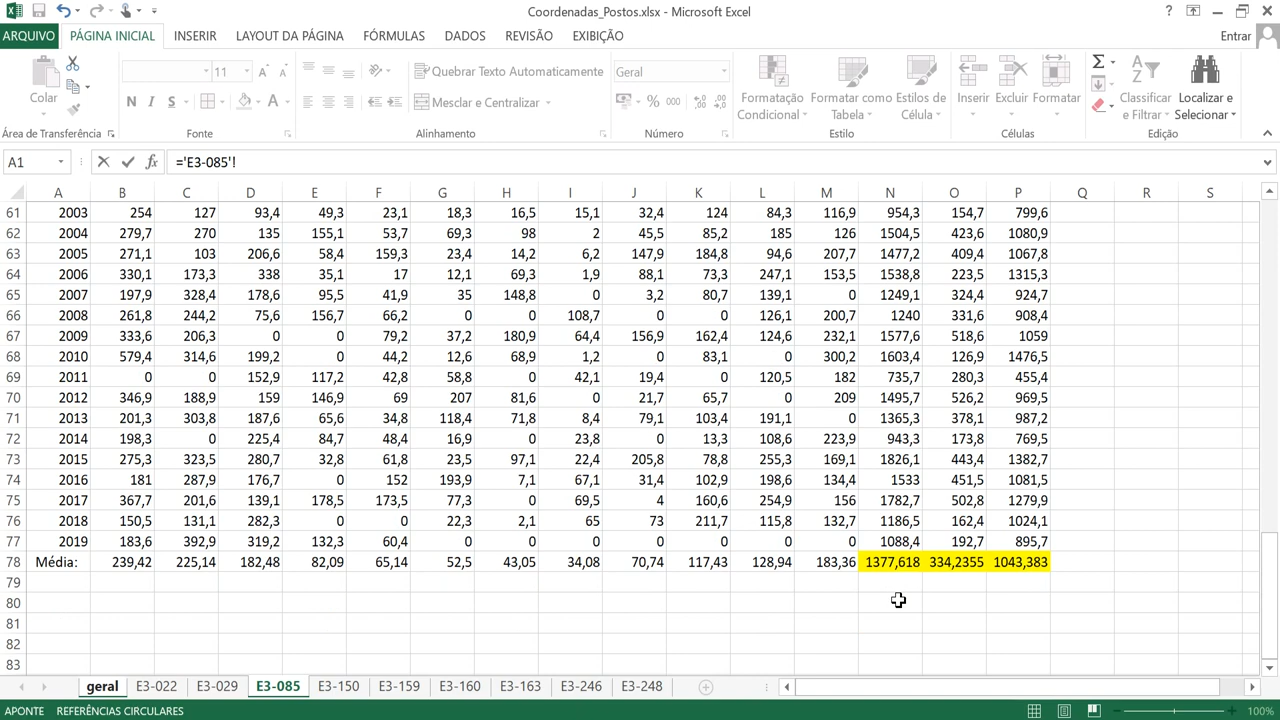 Coordenadas_Postos.xlsx - Microsoft Excel
?
ARQUIVO PÁGINA INICIAL INSERIR LAYOUT DA PÁGINA FÓRMULAS DADOS REVISÃO EXIBIÇÃO Entrar
Colar
11
N I S
Quebrar Texto Automaticamente
Mesclar e Centralizar
Geral
% 000
Formatação Condicional
Formatar como Tabela
Estilos de Célula
Inserir Excluir Formatar
Classificar e Filtrar
Localizar e Selecionar
Área de Transferência Fonte Alinhamento Número Estilo Células Edição
A1 ='E3-085'!
A B C D E F G H I J K L M N O P Q R S
61 2003 254 127 93,4 49,3 23,1 18,3 16,5 15,1 32,4 124 84,3 116,9 954,3 154,7 799,6
62 2004 279,7 270 135 155,1 53,7 69,3 98 2 45,5 85,2 185 126 1504,5 423,6 1080,9
63 2005 271,1 103 206,6 58,4 159,3 23,4 14,2 6,2 147,9 184,8 94,6 207,7 1477,2 409,4 1067,8
64 2006 330,1 173,3 338 35,1 17 12,1 69,3 1,9 88,1 73,3 247,1 153,5 1538,8 223,5 1315,3
65 2007 197,9 328,4 178,6 95,5 41,9 35 148,8 0 3,2 80,7 139,1 0 1249,1 324,4 924,7
66 2008 261,8 244,2 75,6 156,7 66,2 0 0 108,7 0 0 126,1 200,7 1240 331,6 908,4
67 2009 333,6 206,3 0 0 79,2 37,2 180,9 64,4 156,9 162,4 124,6 232,1 1577,6 518,6 1059
68 2010 579,4 314,6 199,2 0 44,2 12,6 68,9 1,2 0 83,1 0 300,2 1603,4 126,9 1476,5
69 2011 0 0 152,9 117,2 42,8 58,8 0 42,1 19,4 0 120,5 182 735,7 280,3 455,4
70 2012 346,9 188,9 159 146,9 69 207 81,6 0 21,7 65,7 0 209 1495,7 526,2 969,5
71 2013 201,3 303,8 187,6 65,6 34,8 118,4 71,8 8,4 79,1 103,4 191,1 0 1365,3 378,1 987,2
72 2014 198,3 0 225,4 84,7 48,4 16,9 0 23,8 0 13,3 108,6 223,9 943,3 173,8 769,5
73 2015 275,3 323,5 280,7 32,8 61,8 23,5 97,1 22,4 205,8 78,8 255,3 169,1 1826,1 443,4 1382,7
74 2016 181 287,9 176,7 0 152 193,9 7,1 67,1 31,4 102,9 198,6 134,4 1533 451,5 1081,5
75 2017 367,7 201,6 139,1 178,5 173,5 77,3 0 69,5 4 160,6 254,9 156 1782,7 502,8 1279,9
76 2018 150,5 131,1 282,3 0 0 22,3 2,1 65 73 211,7 115,8 132,7 1186,5 162,4 1024,1
77 2019 183,6 392,9 319,2 132,3 60,4 0 0 0 0 0 0 0 1088,4 192,7 895,7
78 Média: 239,42 225,14 182,48 82,09 65,14 52,5 43,05 34,08 70,74 117,43 128,94 183,36 1377,618 334,2355 1043,383
79
80
81
82
83
geral E3-022 E3-029 E3-085 E3-150 E3-159 E3-160 E3-163 E3-246 E3-248
APONTE REFERÊNCIAS CIRCULARES 100%